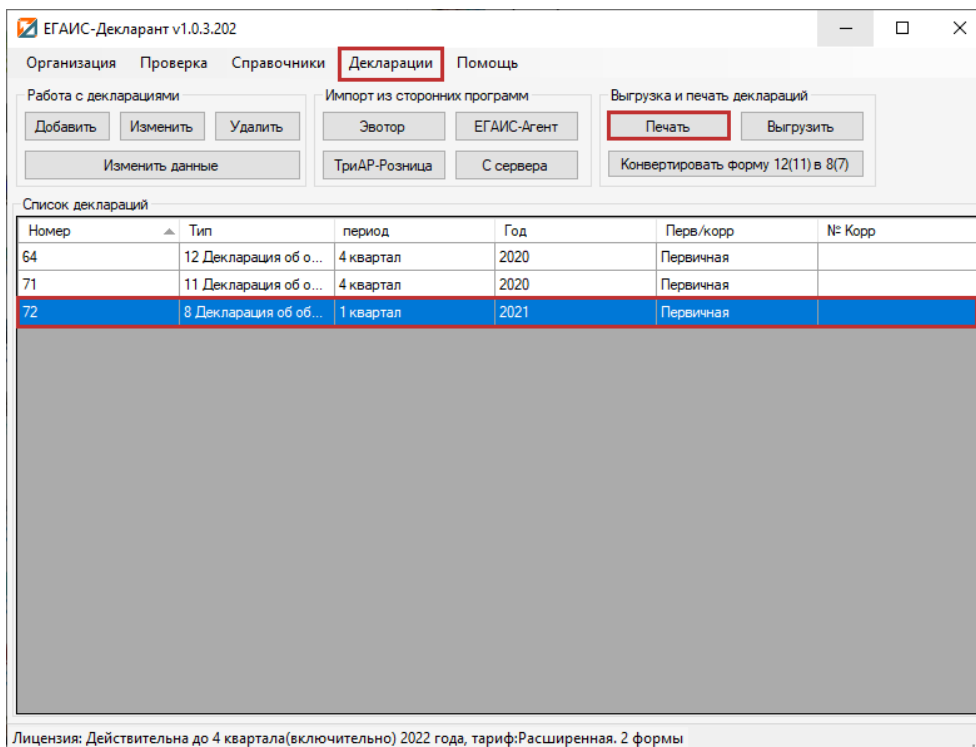 ЕГАИС-Декларант v1.0.3.202
Организация Проверка Справочники Декларации Помощь
Работа с декларациями Импорт из сторонних программ Выгрузка и печать деклараций
Добавить Изменить Удалить Эвотор ЕГАИС-Агент Печать Выгрузить
Изменить данные ТриАР-Розница С сервера Конвертировать форму 12(11) в 8(7)
Список деклараций
Номер Тип период Год Перв/корр № Корр
64 12 Декларация об о... 4 квартал 2020 Первичная
71 11 Декларация об о... 4 квартал 2020 Первичная
72 8 Декларация об об... 1 квартал 2021 Первичная
Лицензия: Действительна до 4 квартала(включительно) 2022 года, тариф:Расширенная. 2 формы